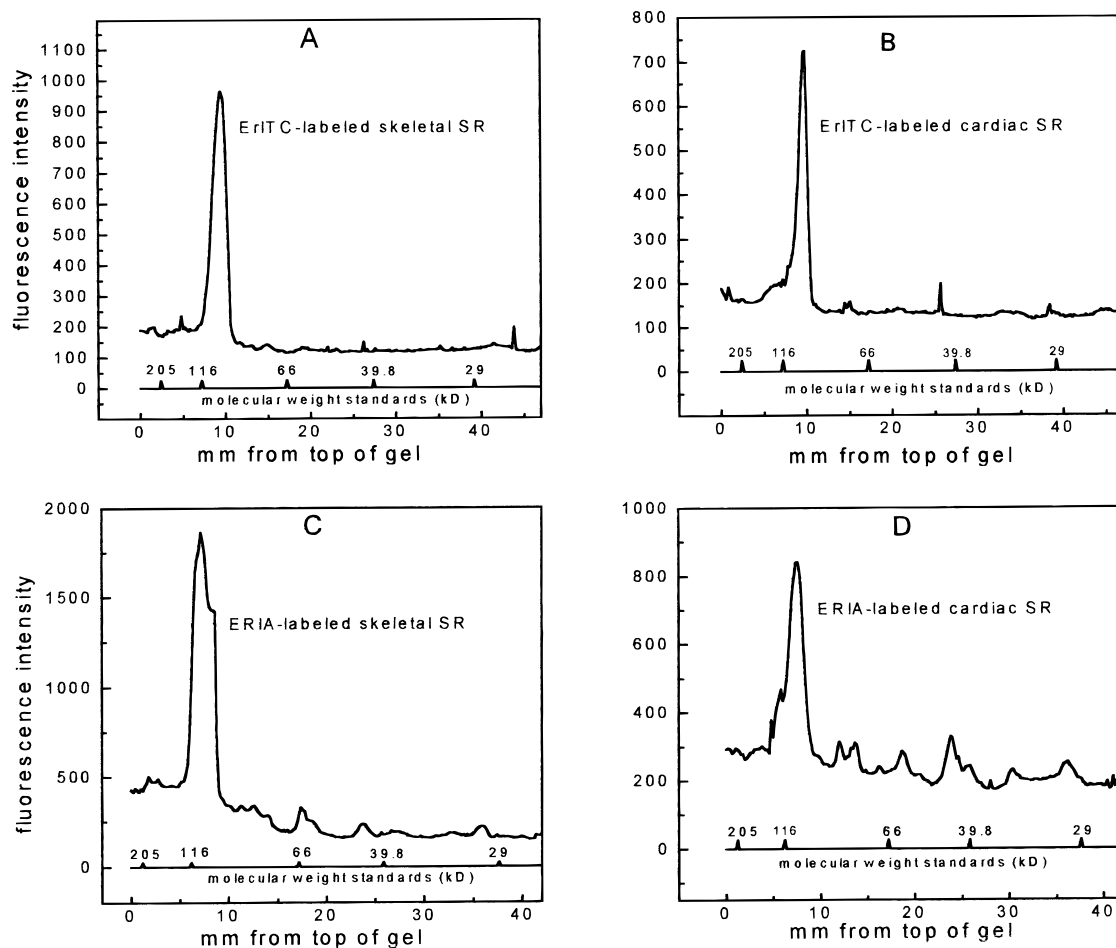 A
fluorescence intensity
1100
1000
900
800
700
600
500
400
300
200
100
0
ErITC-labeled skeletal SR
205 116 66 39.8 29
molecular weight standards (kD)
0 10 20 30 40
mm from top of gel
B
800
700
600
500
400
300
200
100
0
ErITC-labeled cardiac SR
205 116 66 39.8 29
molecular weight standards (kD)
0 10 20 30 40
mm from top of gel
C
fluorescence intensity
2000
1500
1000
500
0
ERIA-labeled skeletal SR
205 116 66 39.8 29
molecular weight standards (kD)
0 10 20 30 40
mm from top of gel
D
1000
800
600
400
200
0
ERIA-labeled cardiac SR
205 116 66 39.8 29
molecular weight standards (kD)
0 10 20 30 40
mm from top of gel